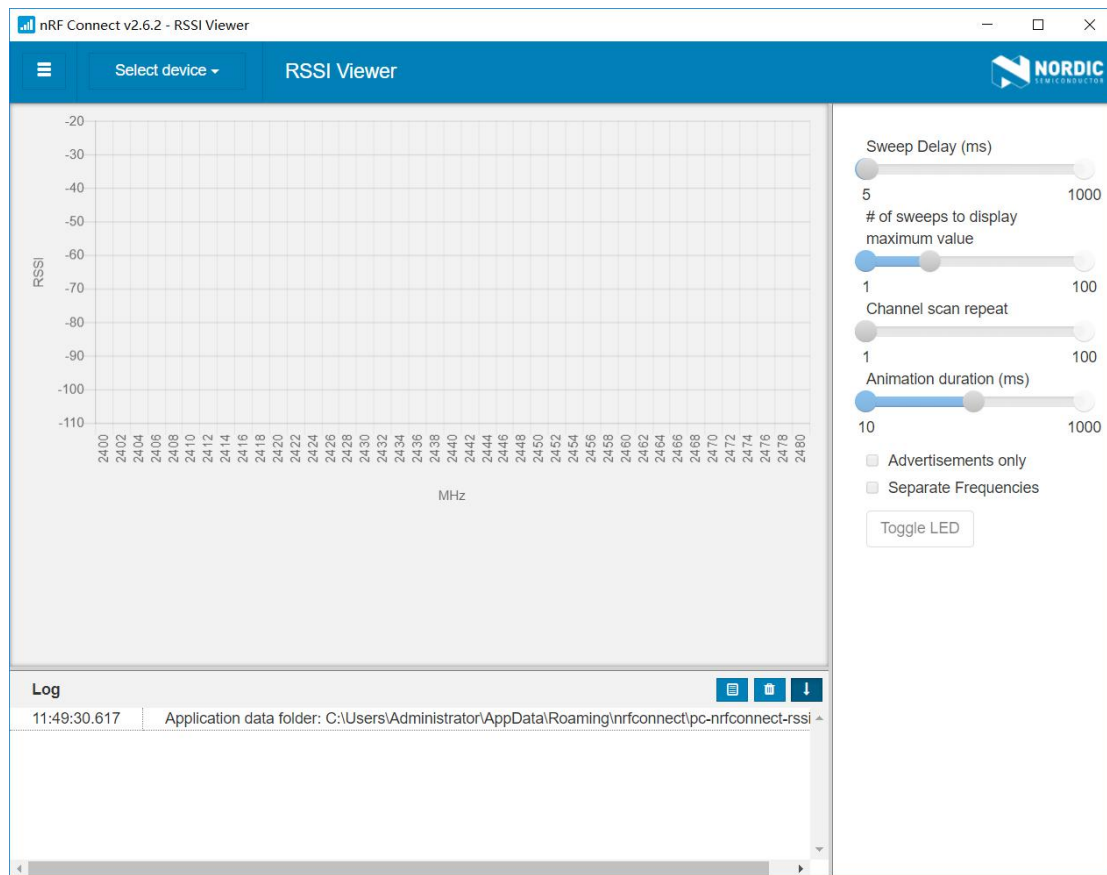 nRF Connect v2.6.2 - RSSI Viewer
Select device
RSSI Viewer
NORDIC
SEMICONDUCTOR
-20
-30
-40
-50
-60
-70
-80
-90
-100
-110
RSSI
2400 2402 2404 2406 2408 2410 2412 2414 2416 2418 2420 2422 2424 2426 2428 2430 2432 2434 2436 2438 2440 2442 2444 2446 2448 2450 2452 2454 2456 2458 2460 2462 2464 2466 2468 2470 2472 2474 2476 2478 2480
MHz
Sweep Delay (ms)
5 1000
# of sweeps to display
maximum value
1 100
Channel scan repeat
1 100
Animation duration (ms)
10 1000
Advertisements only
Separate Frequencies
Toggle LED
Log
11:49:30.617 Application data folder: C:\Users\Administrator\AppData\Roaming\nrfconnect\pc-nrfconnect-rssi